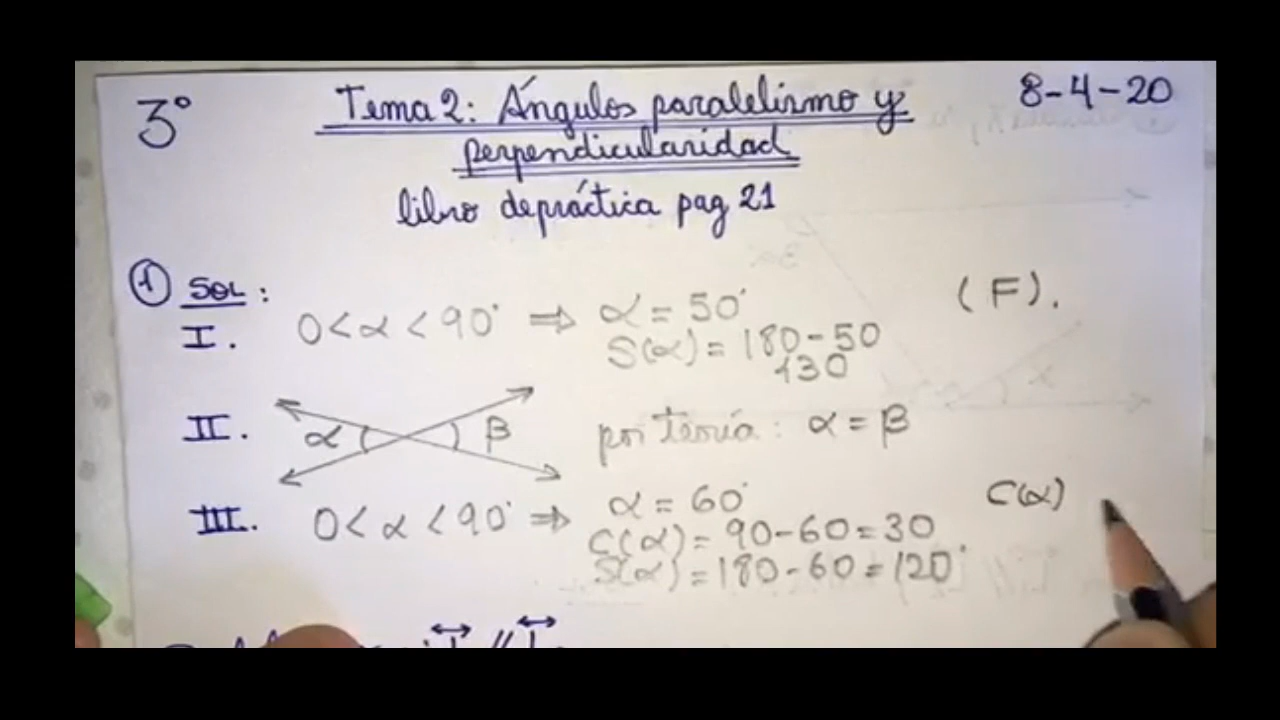 3° Tema 2: Ángulos paralelismo y 8-4-20
perpendicularidad
libro de práctica pag 21
1 SOL:
I. 0<α<90° ⇒ α = 50° (F).
S(α) = 180-50
130
II. α β por teoría: α = β
III. 0<α<90° ⇒ α = 60° C(α)
C(α) = 90-60=30
S(α) = 180-60=120°